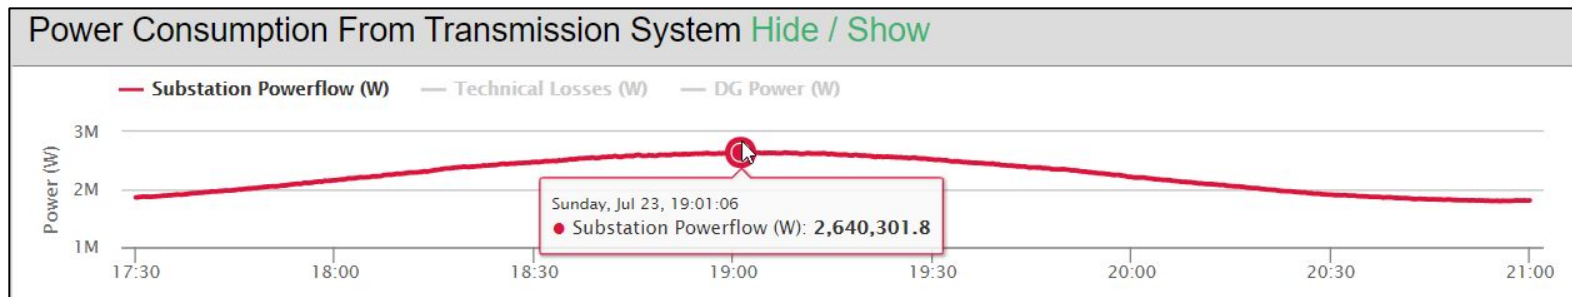 Power Consumption From Transmission System Hide / Show
Substation Powerflow (W) Technical Losses (W) DG Power (W)
Power (W)
3M
2M
1M
Sunday, Jul 23, 19:01:06
Substation Powerflow (W): 2,640,301.8
17:30 18:00 18:30 19:00 19:30 20:00 20:30 21:00